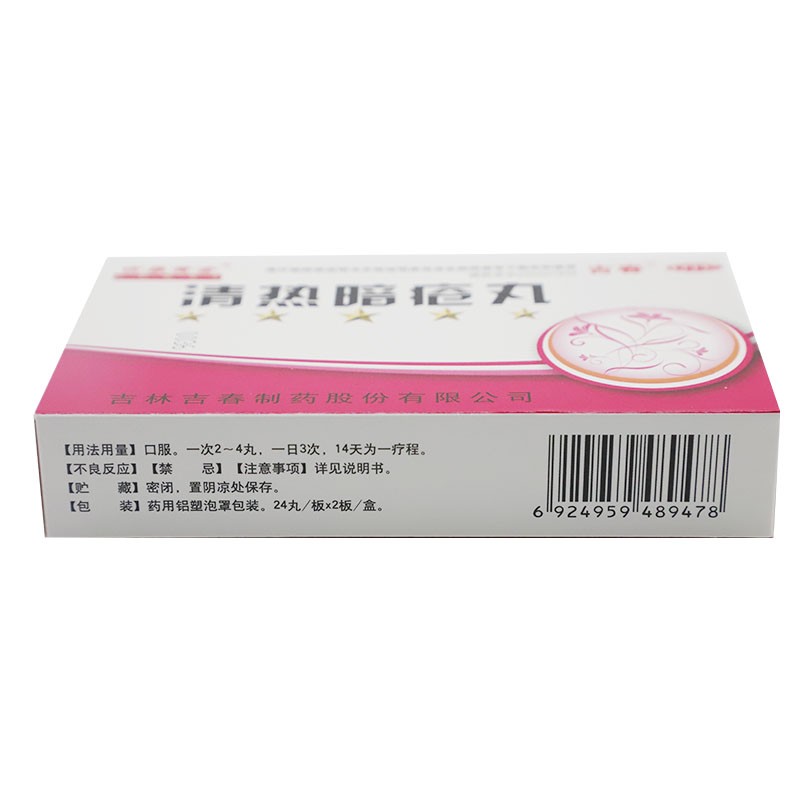 吉春
清热暗疮丸
吉林吉春制药股份有限公司
【用法用量】口服。一次2~4丸，一日3次，14天为一疗程。
【不良反应】【禁 忌】【注意事项】详见说明书。
【贮 藏】密闭，置阴凉处保存。
【包 装】药用铝塑泡罩包装。24丸/板x2板/盒。
6 924959 489478